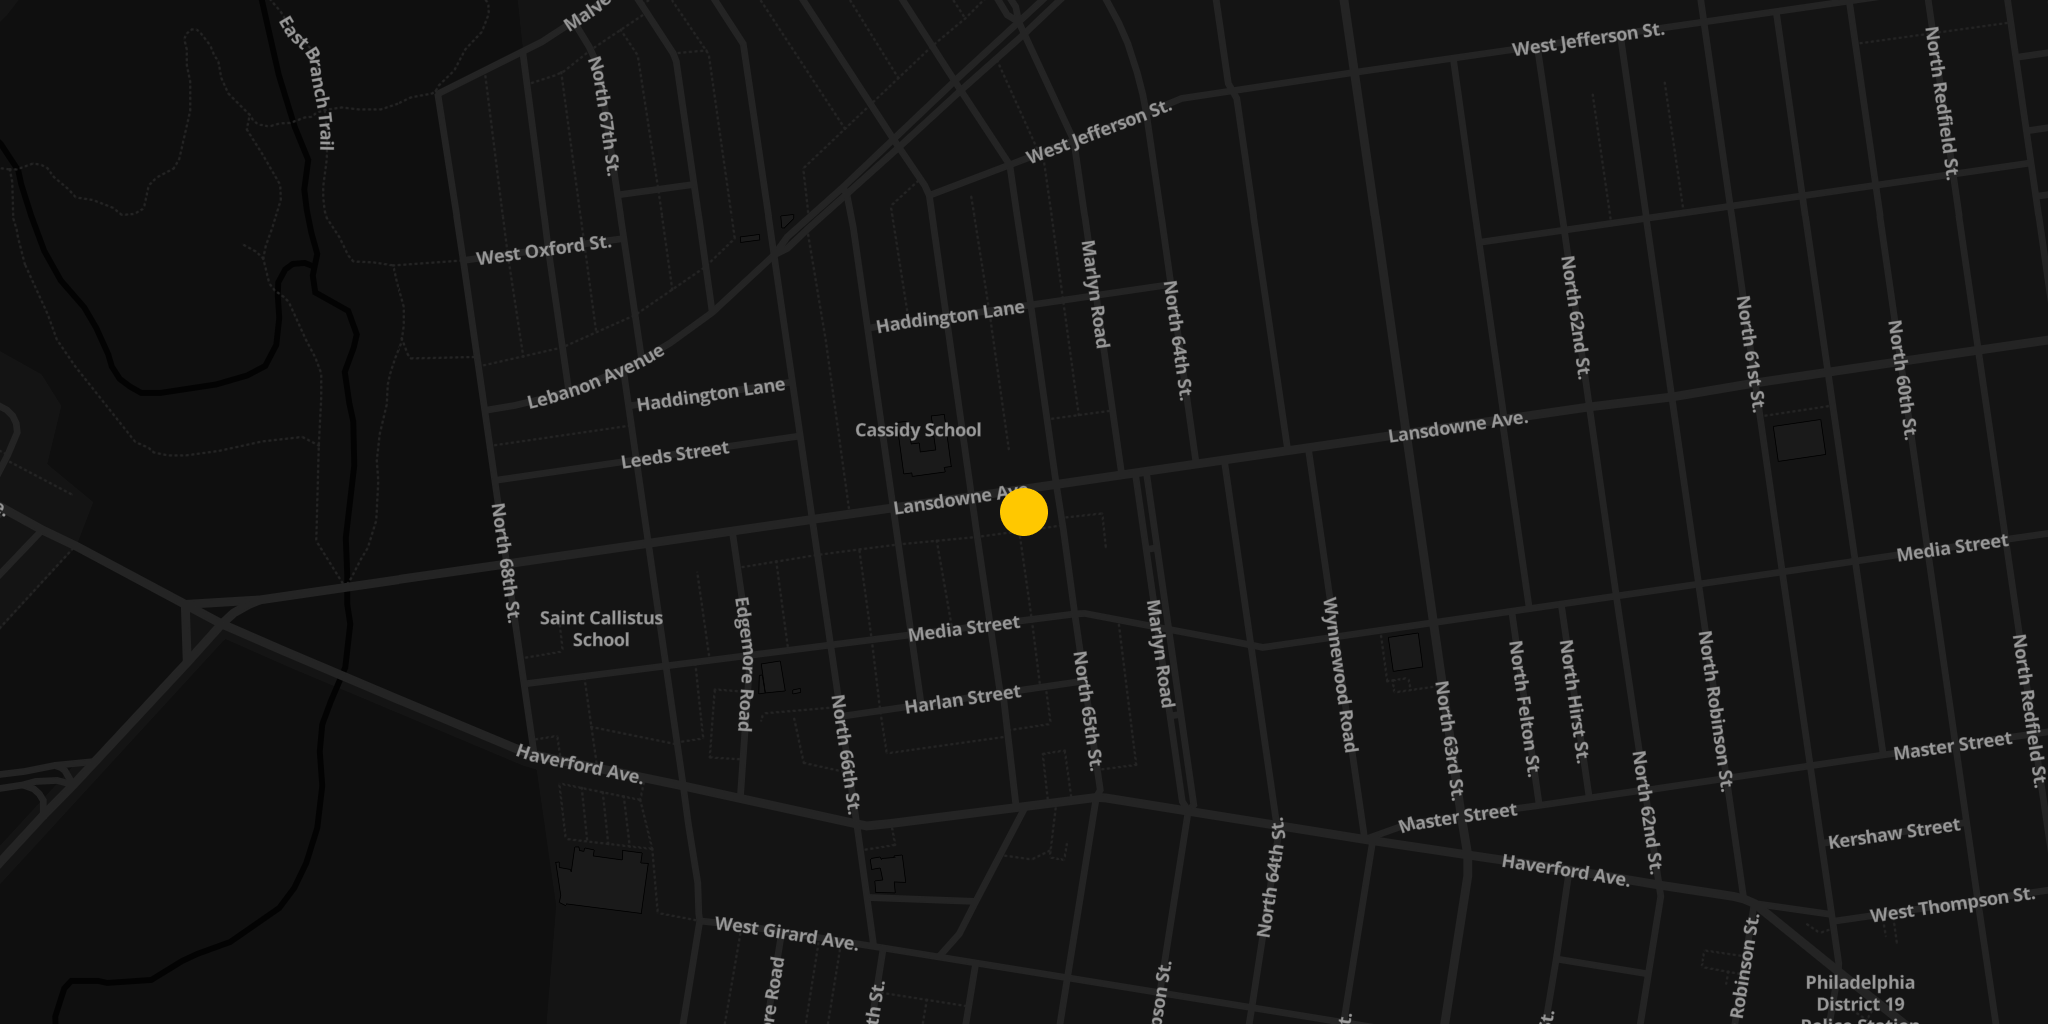 Malve
East Branch Trail
North 67th St.
West Jefferson St.
North Redfield St.
West Jefferson St.
West Oxford St.
Marlyn Road
North 64th St.
North 62nd St.
Haddington Lane
North 61st St.
North 60th St.
Lebanon Avenue
Haddington Lane
Cassidy School
Lansdowne Ave.
Leeds Street
Lansdowne Ave
e.
North 68th St.
Media Street
Saint Callistus
School
Edgemore Road
Media Street
Marlyn Road
Wynnewood Road
North 65th St.
Harlan Street
North 66th St.
North 63rd St.
North Felton St.
North Hirst St.
North Robinson St.
North Redfield St.
Haverford Ave.
Master Street
North 62nd St.
Master Street
Kershaw Street
North 64th St.
Haverford Ave.
West Thompson St.
West Girard Ave.
ore Road
th St.
pson St.
t.
St.
Robinson St.
Philadelphia
District 19
Police Station